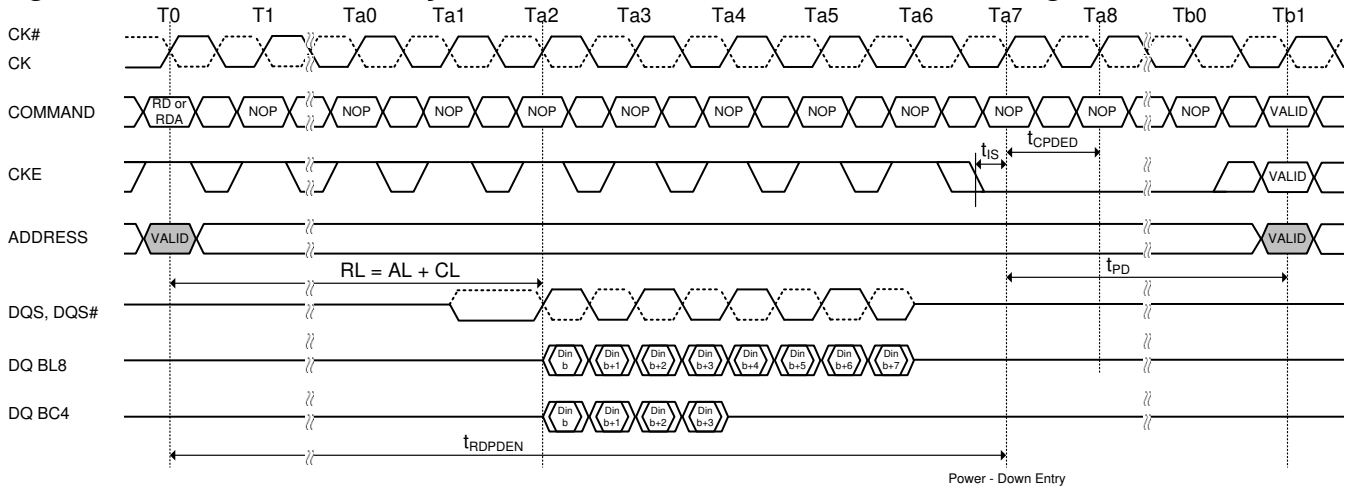 T0 T1 Ta0 Ta1 Ta2 Ta3 Ta4 Ta5 Ta6 Ta7 Ta8 Tb0 Tb1
CK#
CK
COMMAND RD or RDA NOP NOP NOP NOP NOP NOP NOP NOP NOP NOP NOP VALID
tIS tCPDED
CKE VALID
ADDRESS VALID VALID
RL = AL + CL tPD
DQS, DQS#
DQ BL8 Din b Din b+1 Din b+2 Din b+3 Din b+4 Din b+5 Din b+6 Din b+7
DQ BC4 Din b Din b+1 Din b+2 Din b+3
tRDPDEN
Power - Down Entry